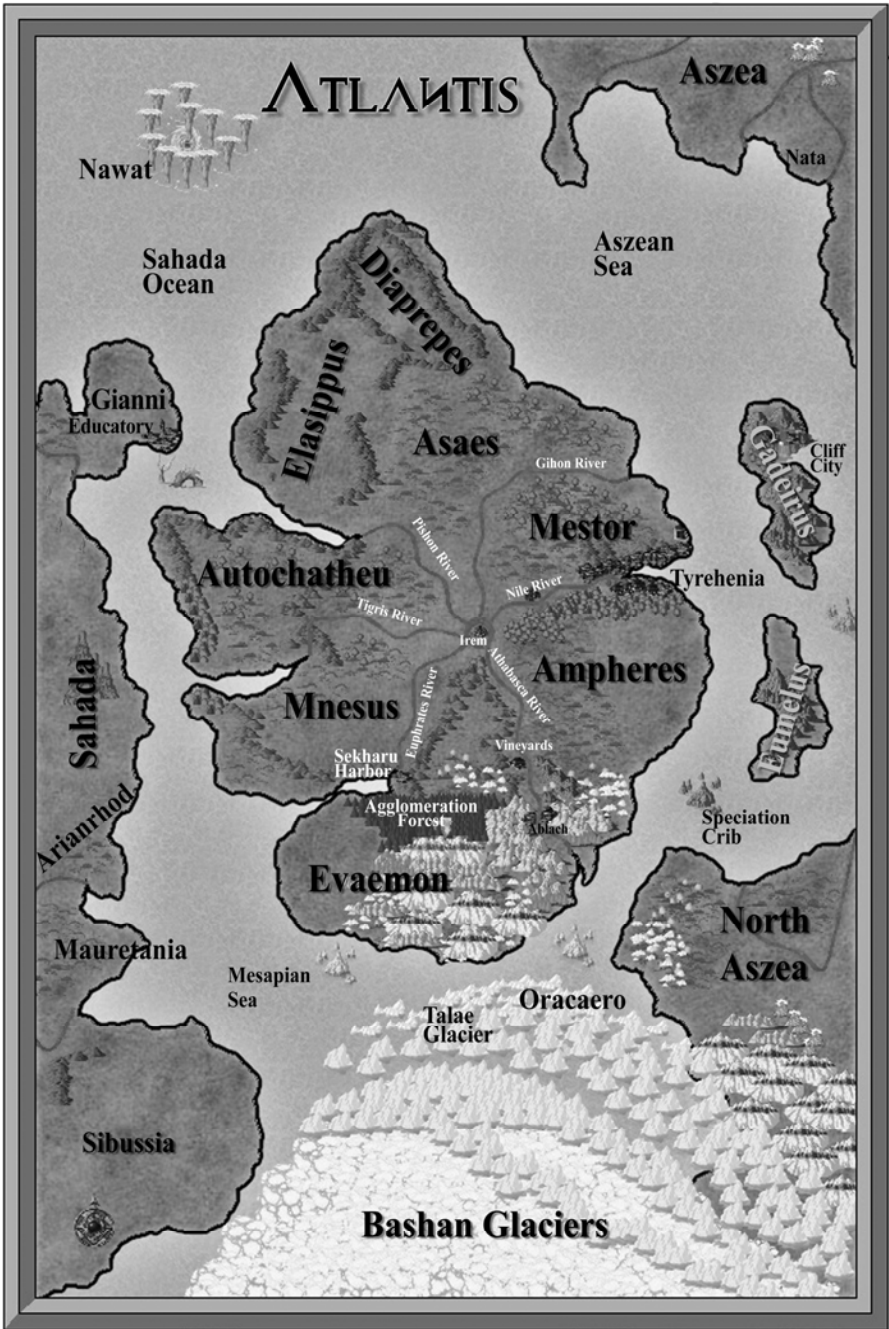 ATLANTIS
Aszea
Nawat
Nata
Sahada
Ocean
Aszean
Sea
Diaprepes
Elasippus
Gianni
Educatory
Asaes
Gadeirus
Cliff
City
Gihon River
Mestor
Pishon River
Autochatheu
Nile River
Tyrehenia
Tigris River
Irem
Sahada
Ampheres
Athabasca River
Mnesus
Euphrates River
Eumelus
Vineyards
Sekharu
Harbor
Agglomeration
Forest
Ablach
Speciation
Crib
Arianrhod
Evaemon
North
Aszea
Mauretania
Mesapian
Sea
Oracaero
Talae
Glacier
Sibussia
Bashan Glaciers